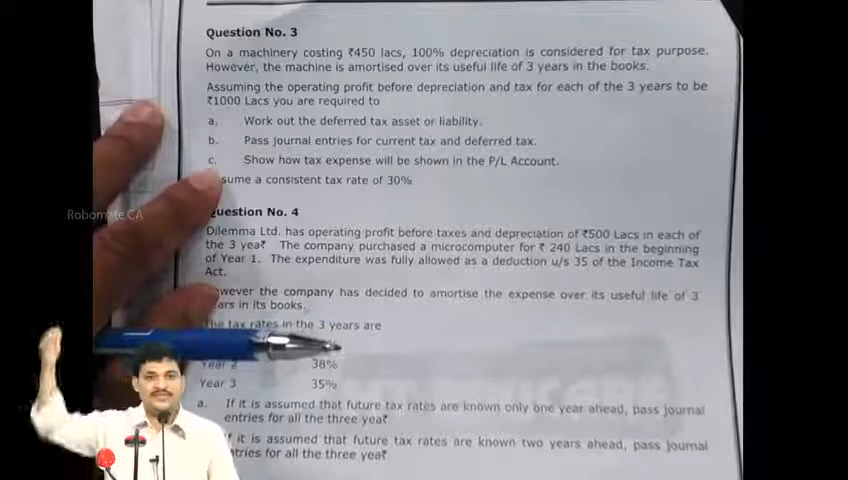 Question No. 3
On a machinery costing ₹450 lacs, 100% depreciation is considered for tax purpose.
However, the machine is amortised over its useful life of 3 years in the books.
Assuming the operating profit before depreciation and tax for each of the 3 years to be
₹1000 Lacs you are required to
a. Work out the deferred tax asset or liability.
b. Pass journal entries for current tax and deferred tax.
c. Show how tax expense will be shown in the P/L Account.
sume a consistent tax rate of 30%
Robomate CA
uestion No. 4
Dilemma Ltd. has operating profit before taxes and depreciation of ₹500 Lacs in each of
the 3 yea₹ The company purchased a microcomputer for ₹ 240 Lacs in the beginning
of Year 1. The expenditure was fully allowed as a deduction u/s 35 of the Income Tax
Act.
owever the company has decided to amortise the expense over its useful life of 3
ars in its books.
The tax rates in the 3 years are
Year 2 38%
Year 3 35%
a. If it is assumed that future tax rates are known only one year ahead, pass journal
entries for all the three yea₹
f it is assumed that future tax rates are known two years ahead, pass journal
tries for all the three yea₹